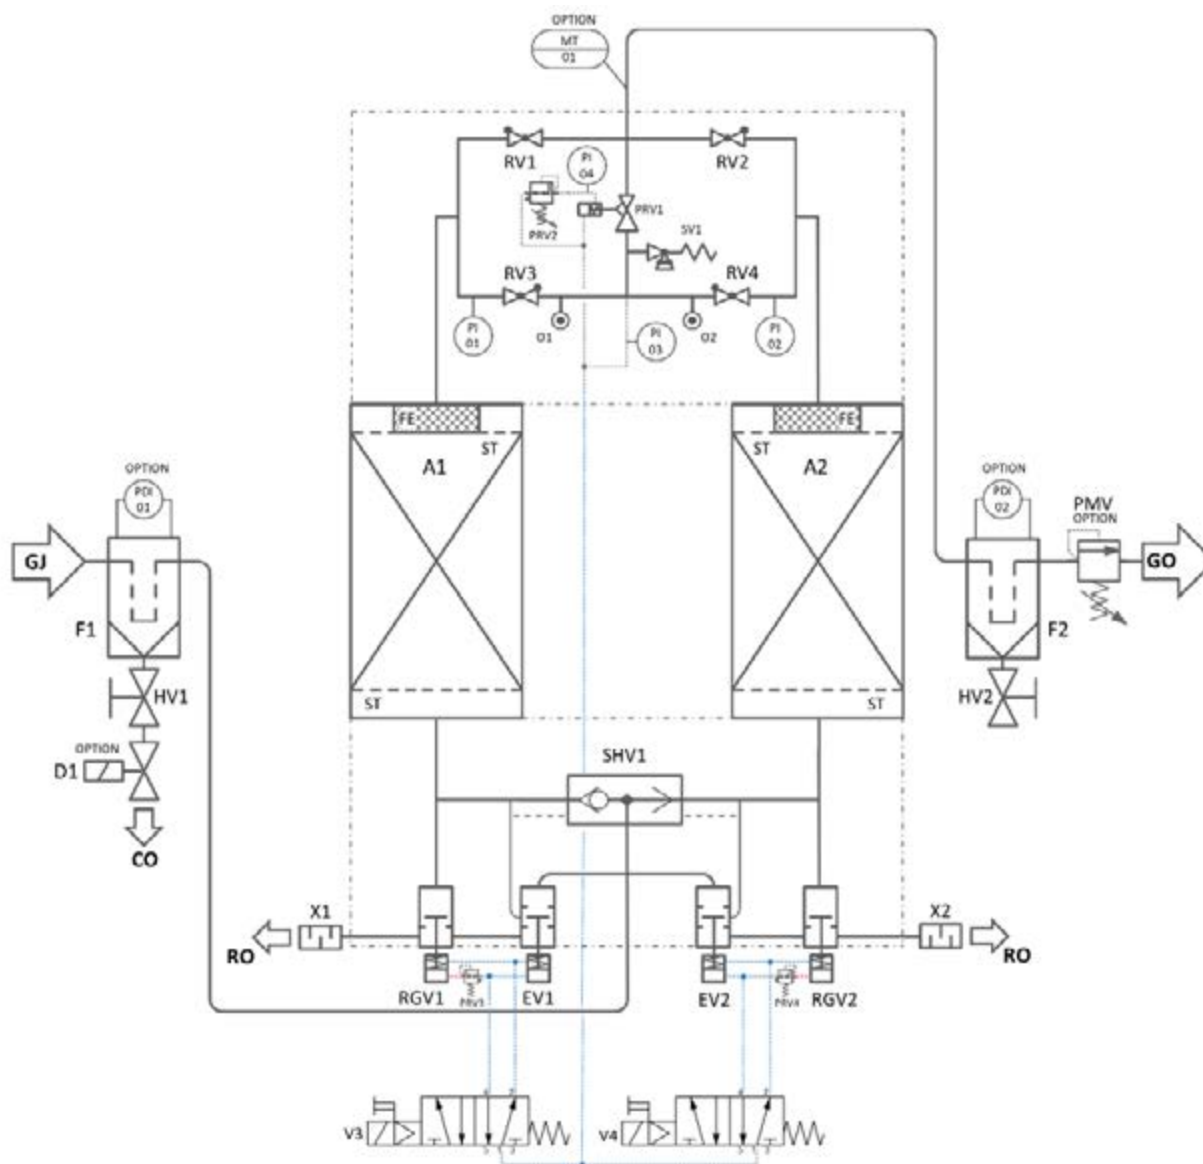 OPTION
MT
01
RV1
RV2
PI
04
PRV1
PRV2
SV1
RV3
RV4
PI
01
O1
PI
03
O2
PI
02
FE
ST
A1
FE
ST
A2
OPTION
PDI
01
OPTION
PDI
02
PMV
OPTION
GJ
GO
F1
F2
HV1
HV2
ST
ST
OPTION
D1
SHV1
CO
X1
X2
RO
RO
RGV1
PRV3
EV1
EV2
PRV4
RGV2
V3
V4